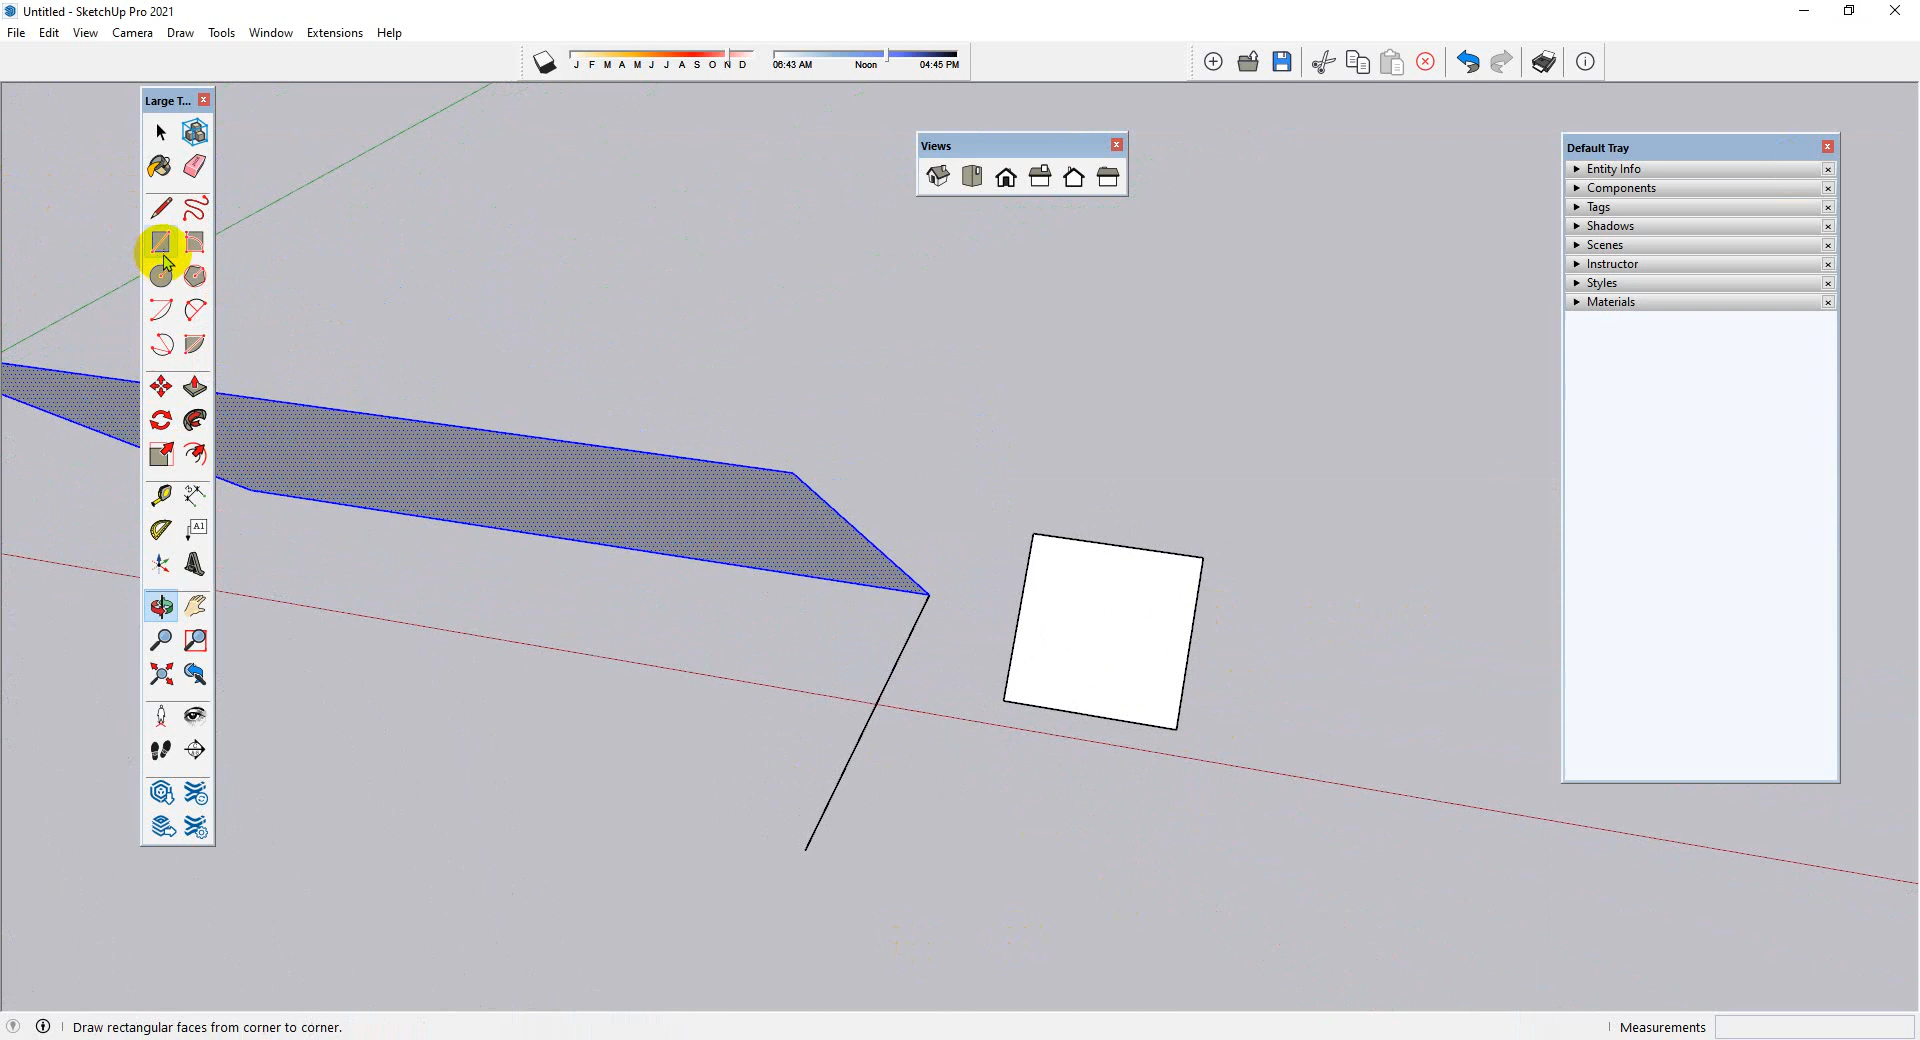 Untitled - SketchUp Pro 2021
File Edit View Camera Draw Tools Window Extensions Help
J F M A M J J A S O N D
06:43 AM Noon 04:45 PM
Large T...
Views
Default Tray
Entity Info
Components
Tags
Shadows
Scenes
Instructor
Styles
Materials
A1
Draw rectangular faces from corner to corner.
Measurements